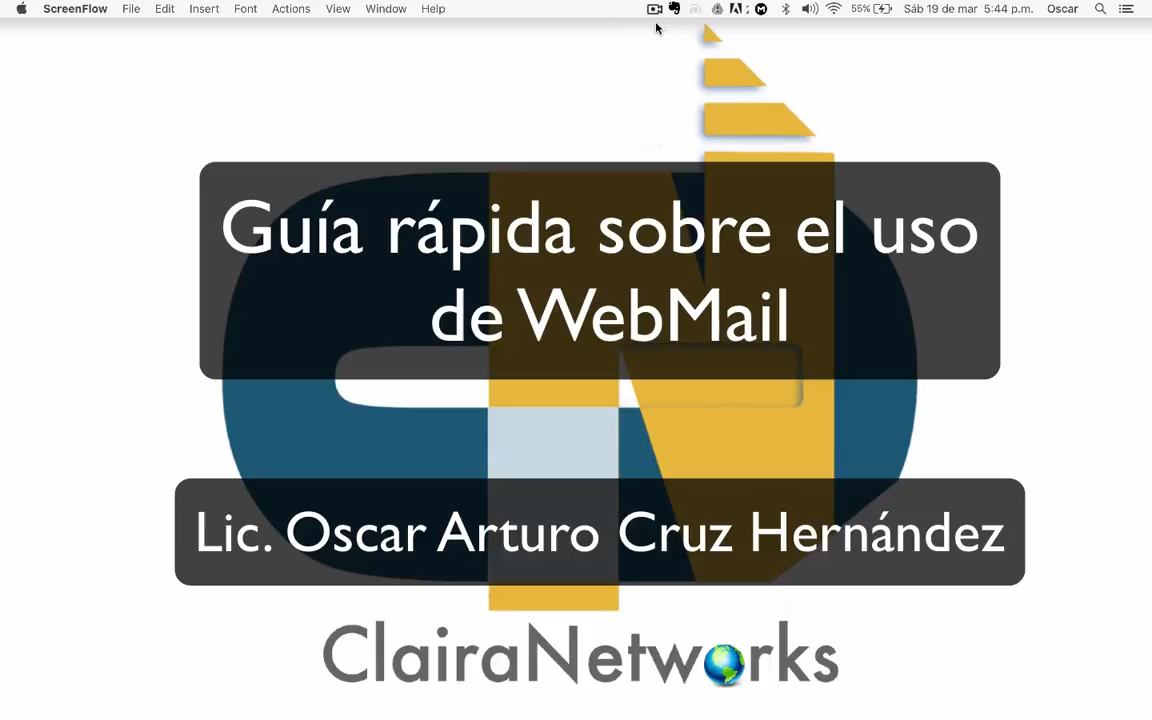 ScreenFlow File Edit Insert Font Actions View Window Help 55% Sáb 19 de mar 5:44 p.m. Oscar
Guía rápida sobre el uso
de WebMail
Lic. Oscar Arturo Cruz Hernández
ClairaNetworks